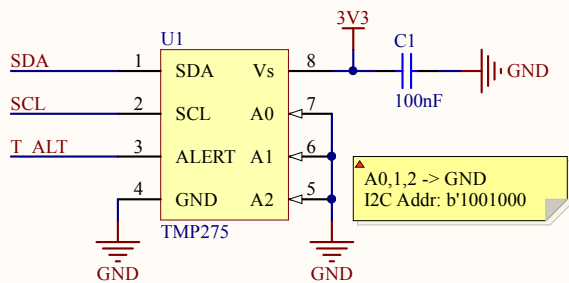 3V3
U1
C1
SDA
1
SDA
Vs
8
GND
100nF
SCL
2
SCL
A0
7
T_ALT
3
ALERT
A1
6
4
GND
A2
5
A0,1,2 -> GND
I2C Addr: b'1001000
TMP275
GND
GND